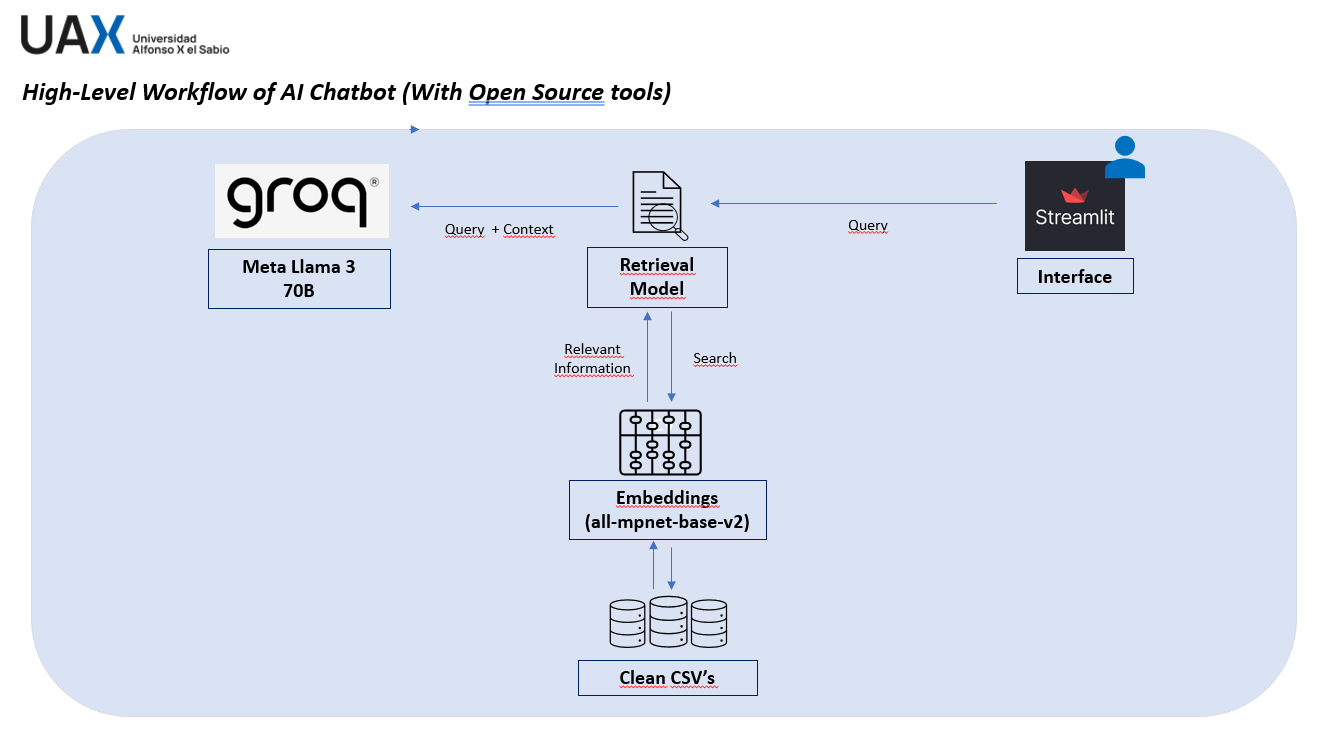 UAX Universidad
Alfonso X el Sabio
High-Level Workflow of AI Chatbot (With Open Source tools)
groq®
Meta Llama 3
70B
Query + Context
Retrieval
Model
Query
Streamlit
Interface
Relevant
Information
Search
Embeddings
(all-mpnet-base-v2)
Clean CSV’s